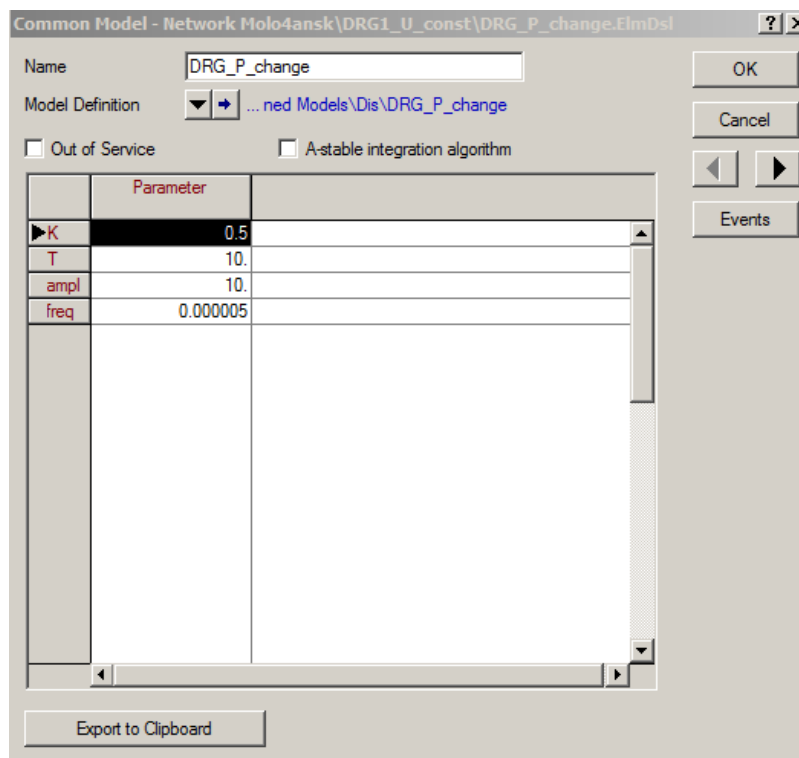 Common Model - Network Molo4ansk\DRG1_U_const\DRG_P_change.ElmDsl
Name DRG_P_change OK
Model Definition ... ned Models\Dis\DRG_P_change Cancel
Out of Service A-stable integration algorithm
Parameter
Events
K 0.5
T 10.
ampl 10.
freq 0.000005
Export to Clipboard